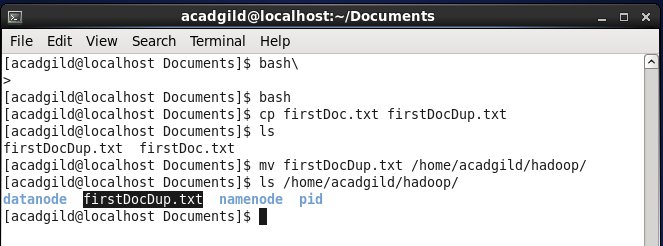 acadgild@localhost:~/Documents
File Edit View Search Terminal Help
[acadgild@localhost Documents]$ bash\
>
[acadgild@localhost Documents]$ bash
[acadgild@localhost Documents]$ cp firstDoc.txt firstDocDup.txt
[acadgild@localhost Documents]$ ls
firstDocDup.txt  firstDoc.txt
[acadgild@localhost Documents]$ mv firstDocDup.txt /home/acadgild/hadoop/
[acadgild@localhost Documents]$ ls /home/acadgild/hadoop/
datanode  firstDocDup.txt  namenode  pid
[acadgild@localhost Documents]$